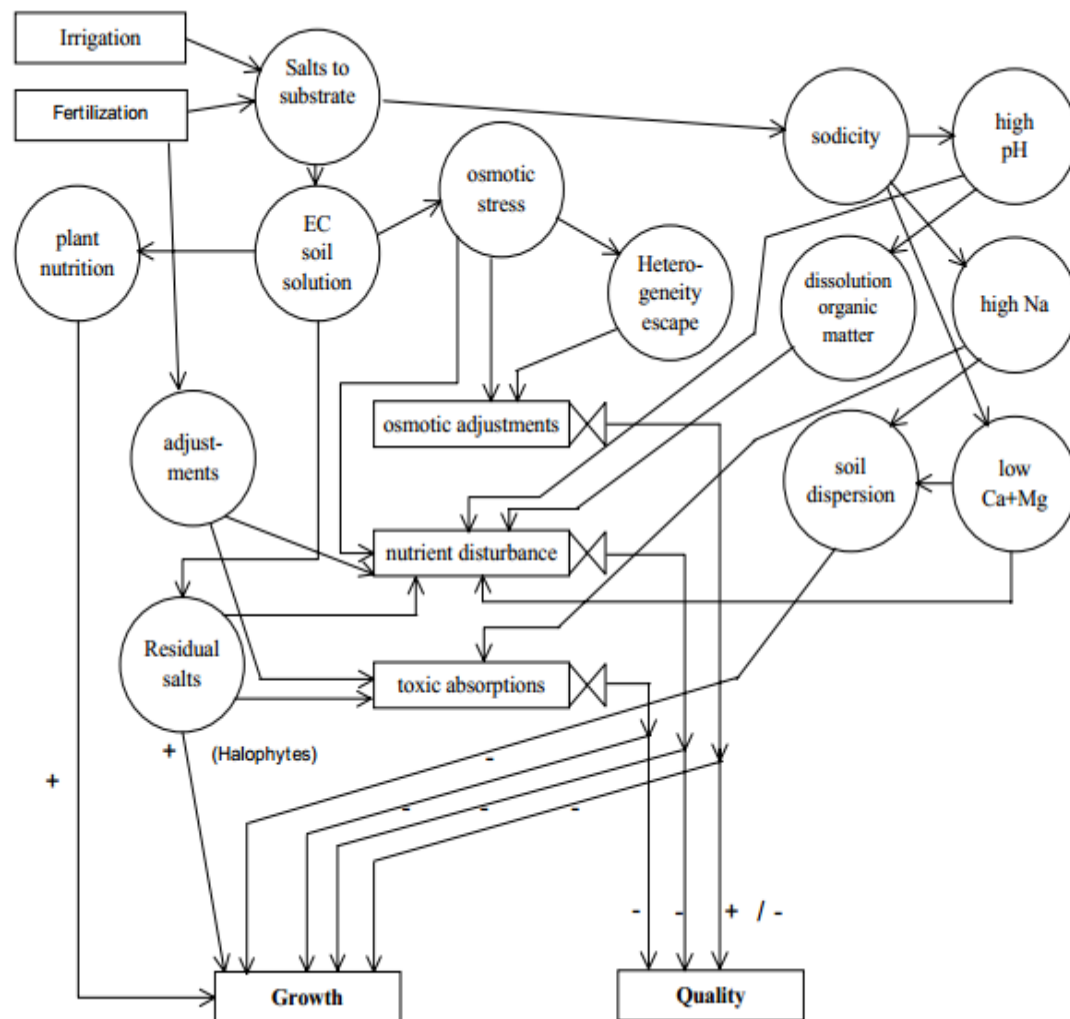 Irrigation
Fertilization
Salts to
substrate
sodicity
high
pH
osmotic
stress
plant
nutrition
EC
soil
solution
Hetero-
geneity
escape
dissolution
organic
matter
high Na
adjust-
ments
osmotic adjustments
soil
dispersion
low
Ca+Mg
nutrient disturbance
Residual
salts
toxic absorptions
+
(Halophytes)
-
+
-
-
-
-
-
+ / -
Growth
Quality